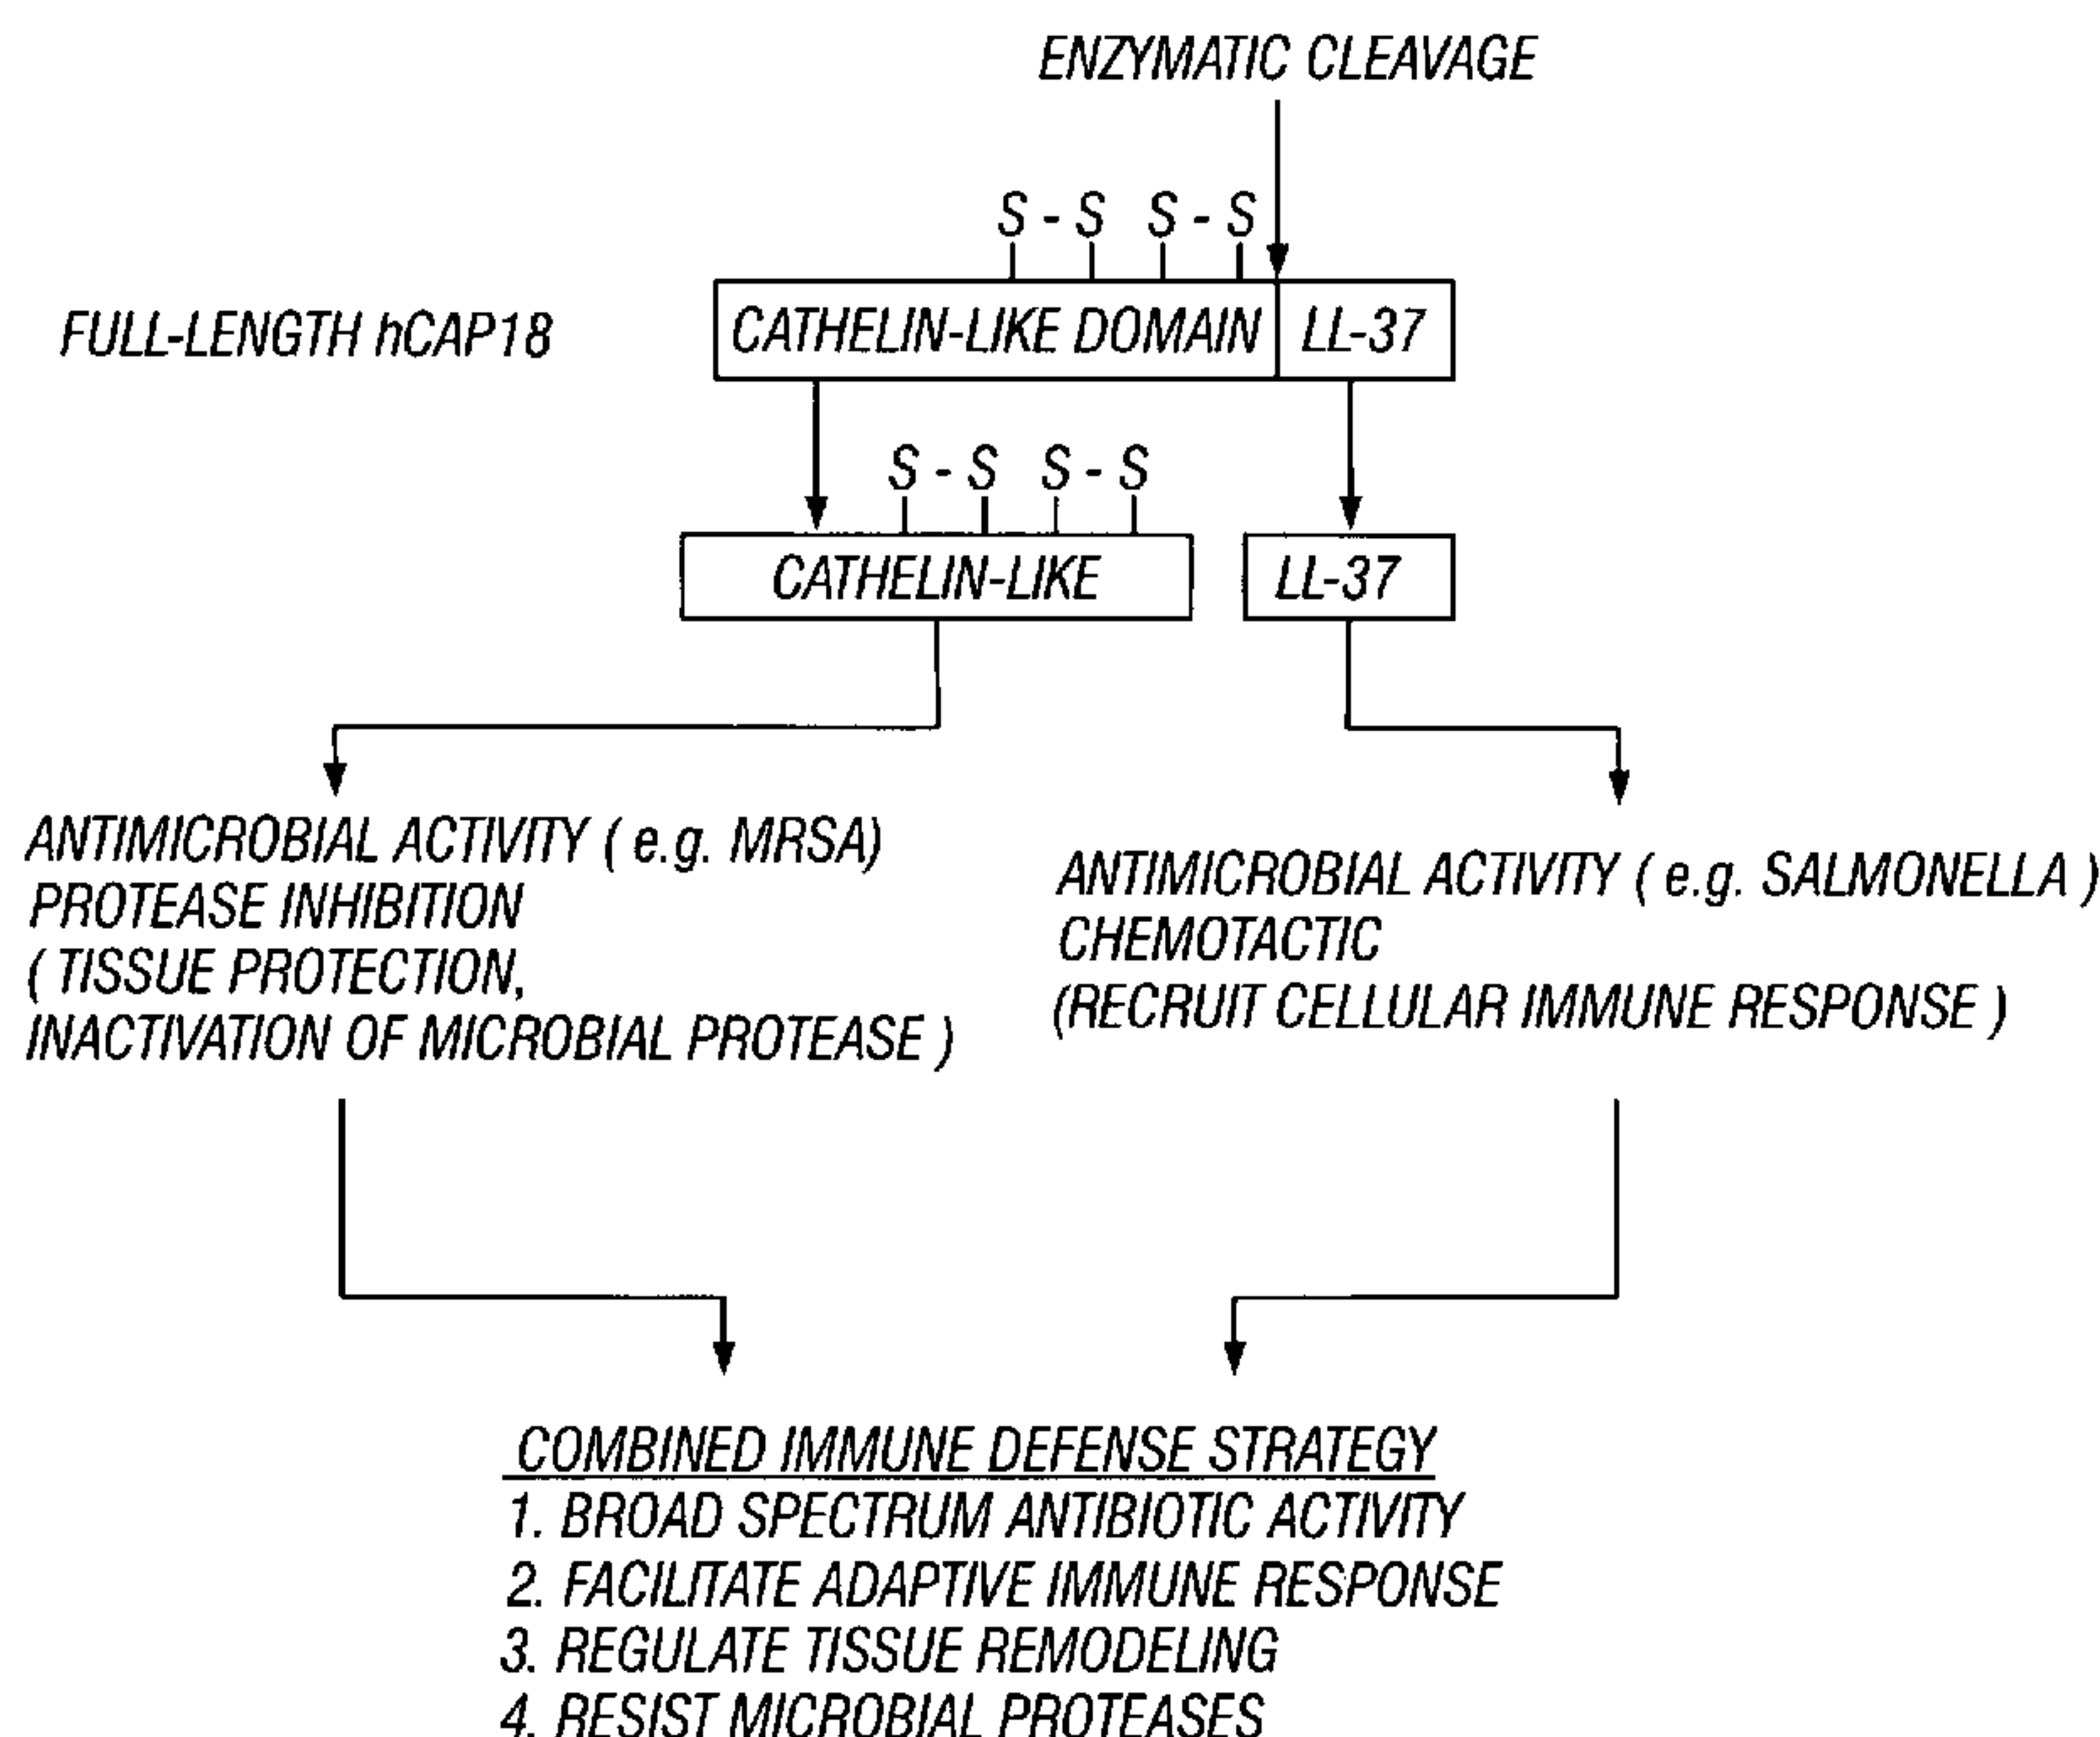 ENZYMATIC CLEAVAGE
S - S S - S
FULL-LENGTH hCAP18
CATHELIN-LIKE DOMAIN
LL-37
S - S S - S
CATHELIN-LIKE
LL-37
ANTIMICROBIAL ACTIVITY ( e.g. MRSA)
PROTEASE INHIBITION
( TISSUE PROTECTION,
INACTIVATION OF MICROBIAL PROTEASE )
ANTIMICROBIAL ACTIVITY ( e.g. SALMONELLA )
CHEMOTACTIC
(RECRUIT CELLULAR IMMUNE RESPONSE )
COMBINED IMMUNE DEFENSE STRATEGY
1. BROAD SPECTRUM ANTIBIOTIC ACTIVITY
2. FACILITATE ADAPTIVE IMMUNE RESPONSE
3. REGULATE TISSUE REMODELING
4. RESIST MICROBIAL PROTEASES